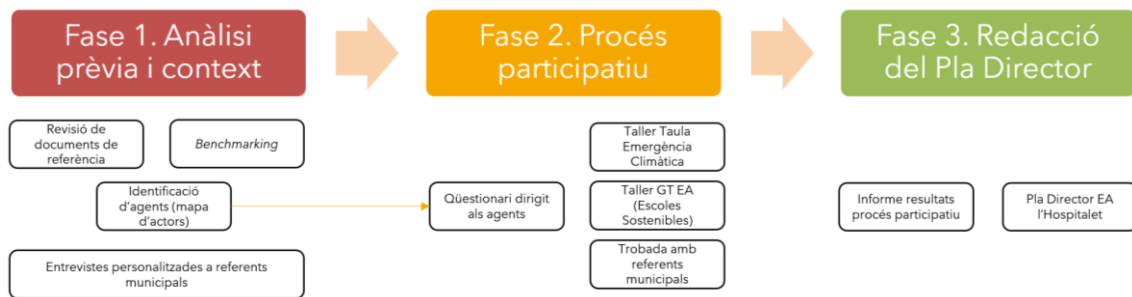 Fase 1. Anàlisi
prèvia i context
Fase 2. Procés
participatiu
Fase 3. Redacció
del Pla Director
Revisió de
documents de
referència
Benchmarking
Identificació
d'agents (mapa
d'actors)
Entrevistes personalitzades a referents
municipals
Qüestionari dirigit
als agents
Taller Taula
Emergència
Climàtica
Taller GT EA
(Escoles
Sostenibles)
Trobada amb
referents
municipals
Informe resultats
procés participatiu
Pla Director EA
l'Hospitalet